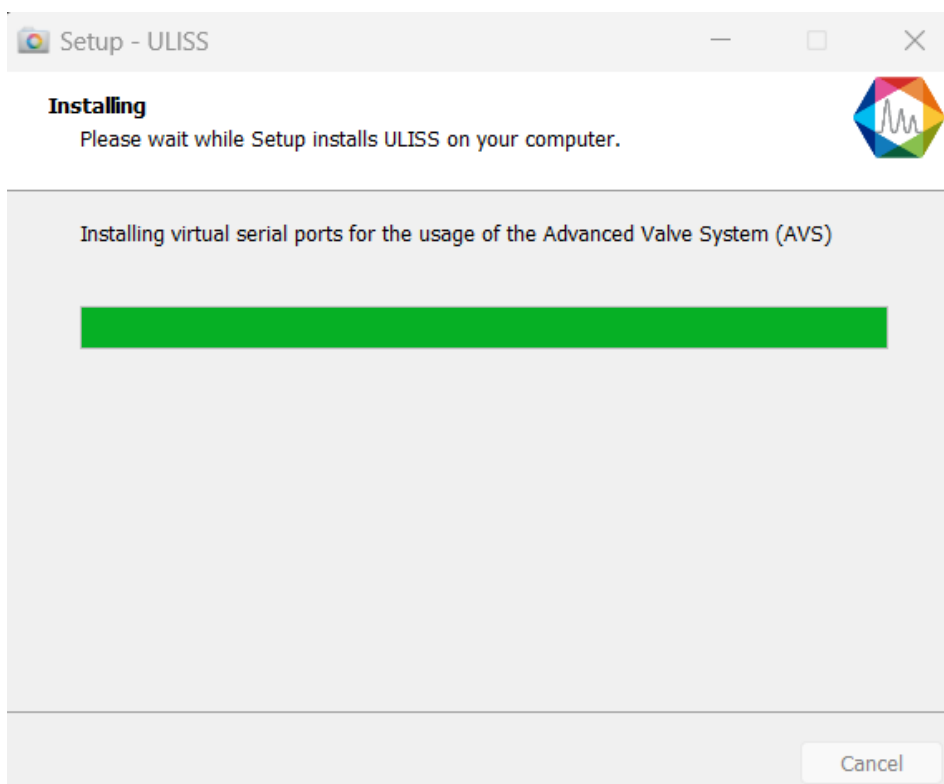 Setup - ULISS
Installing
Please wait while Setup installs ULISS on your computer.
Installing virtual serial ports for the usage of the Advanced Valve System (AVS)
Cancel